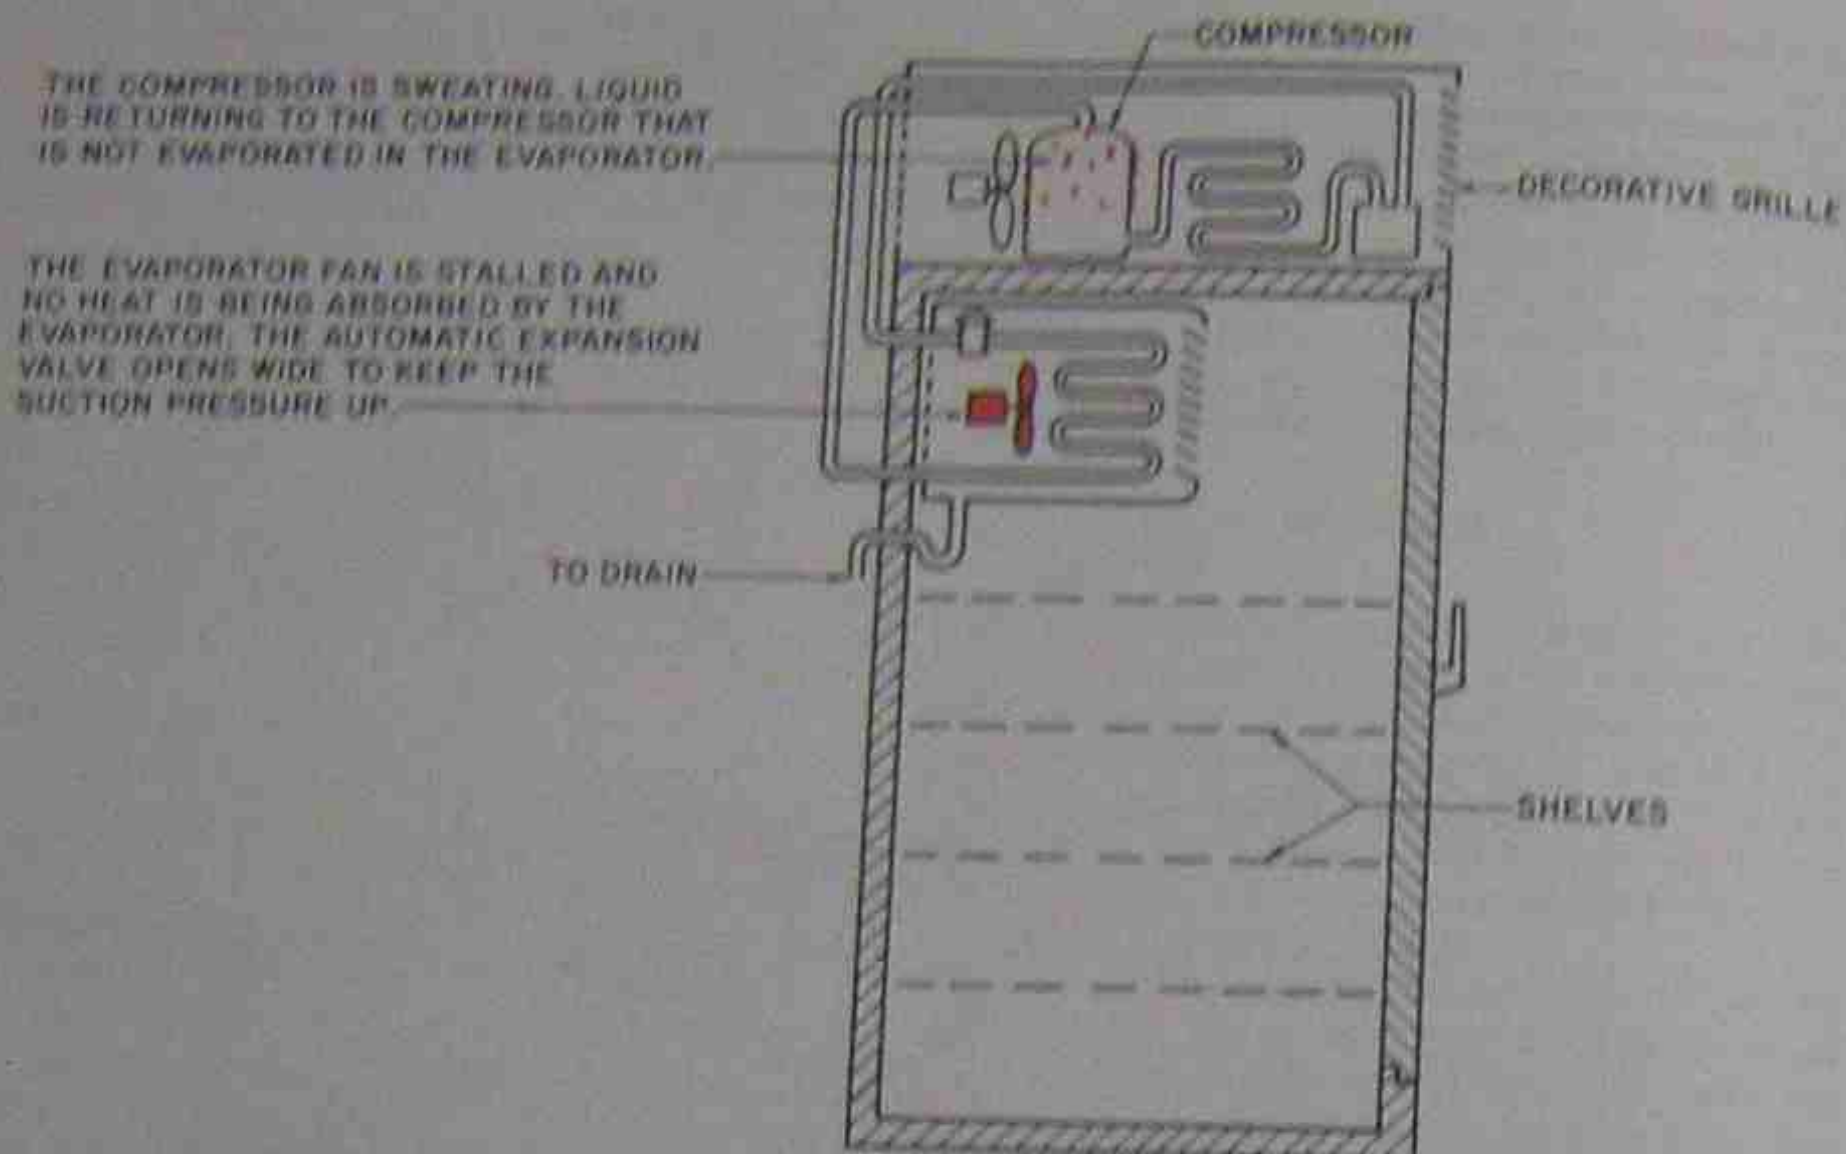 COMPRESSOR
THE COMPRESSOR IS SWEATING. LIQUID
IS RETURNING TO THE COMPRESSOR THAT
IS NOT EVAPORATED IN THE EVAPORATOR.
DECORATIVE GRILLE
THE EVAPORATOR FAN IS STALLED AND
NO HEAT IS BEING ABSORBED BY THE
EVAPORATOR. THE AUTOMATIC EXPANSION
VALVE OPENS WIDE TO KEEP THE
SUCTION PRESSURE UP.
TO DRAIN
SHELVES